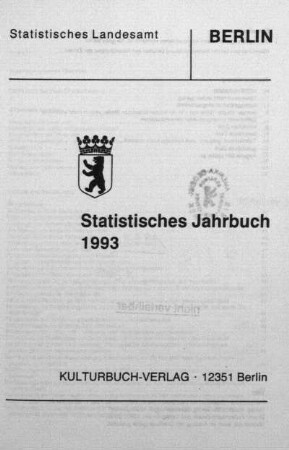 Statistisches Landesamt
BERLIN
Statistisches Jahrbuch
1993
KULTURBUCH-VERLAG · 12351 Berlin